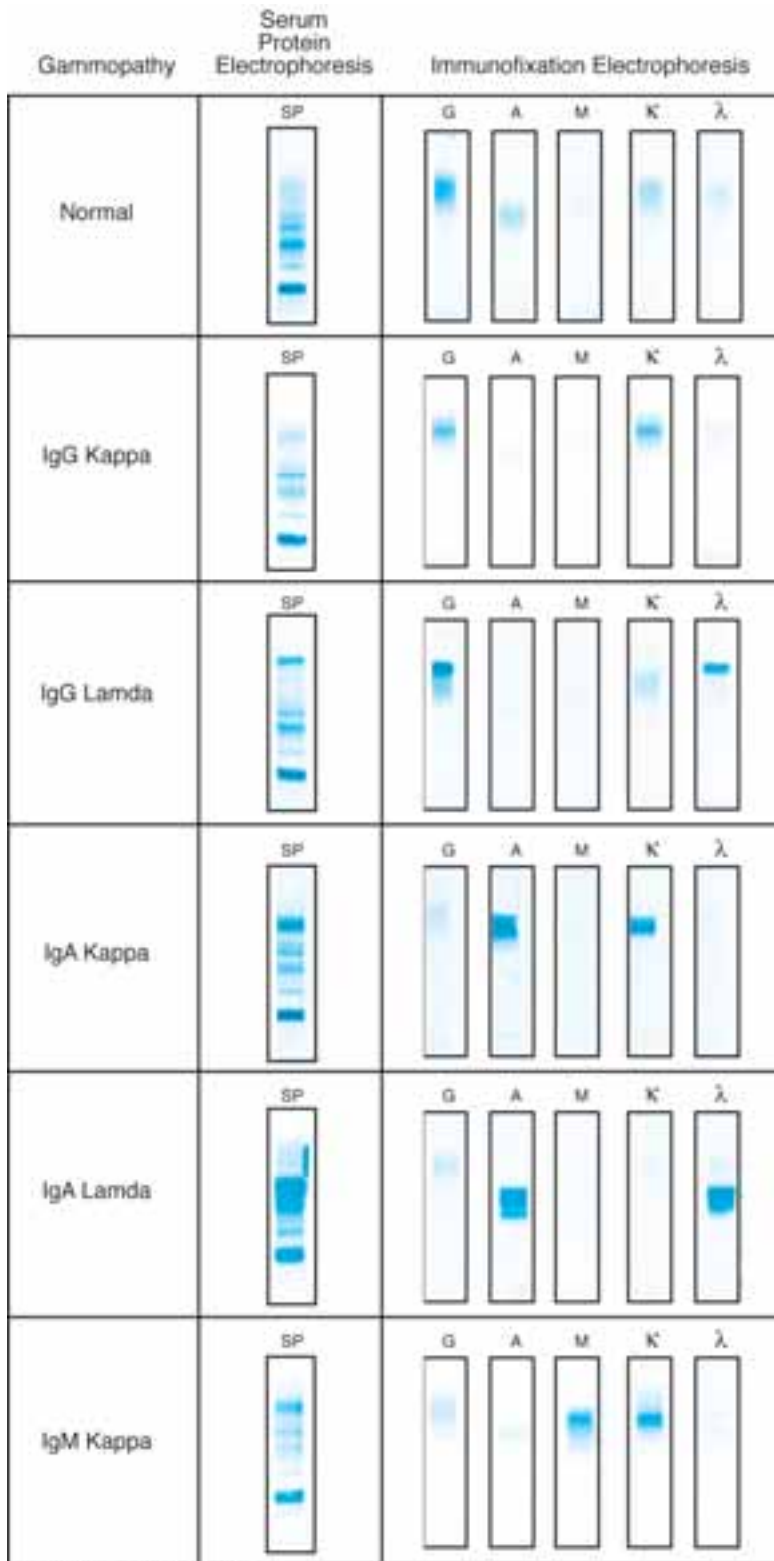 Serum
Protein
Gammopathy Electrophoresis Immunofixation Electrophoresis
SP G A M K λ
Normal
SP G A M K λ
IgG Kappa
SP G A M K λ
IgG Lamda
SP G A M K λ
IgA Kappa
SP G A M K λ
IgA Lamda
SP G A M K λ
IgM Kappa